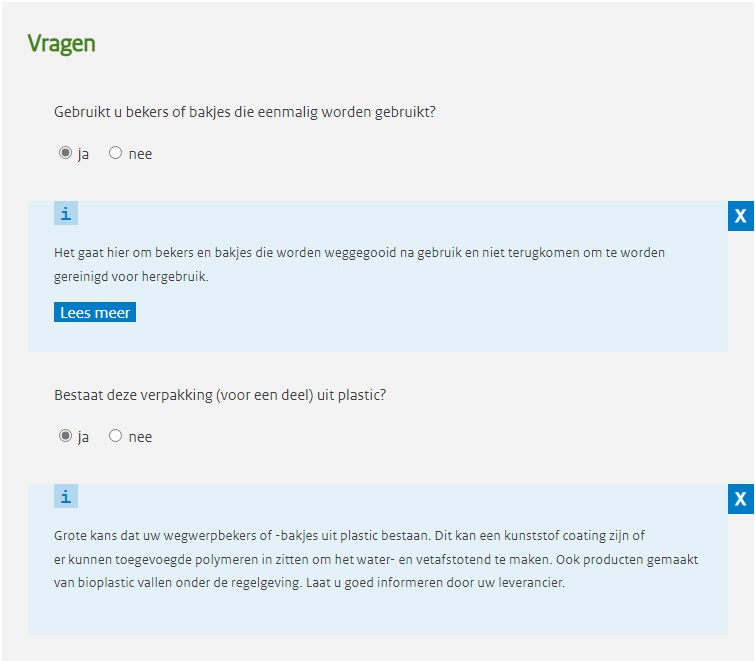 Vragen
Gebruikt u bekers of bakjes die eenmalig worden gebruikt?
ja nee
i
X
Het gaat hier om bekers en bakjes die worden weggegooid na gebruik en niet terugkomen om te worden
gereinigd voor hergebruik.
Lees meer
Bestaat deze verpakking (voor een deel) uit plastic?
ja nee
i
X
Grote kans dat uw wegwerpbekers of -bakjes uit plastic bestaan. Dit kan een kunststof coating zijn of
er kunnen toegevoegde polymeren in zitten om het water- en vetafstotend te maken. Ook producten gemaakt
van bioplastic vallen onder de regelgeving. Laat u goed informeren door uw leverancier.